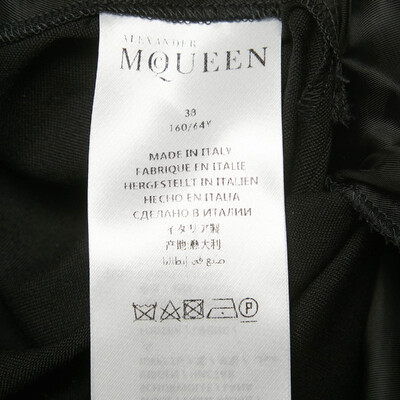 ALEXANDER
MCQUEEN
38
160/64Y
MADE IN ITALY
FABRIQUE EN ITALIE
HERGESTELLT IN ITALIEN
HECHO EN ITALIA
СДЕЛАНО В ИТАЛИИ
イタリア製
产地:意大利
صنع في إيطاليا
P